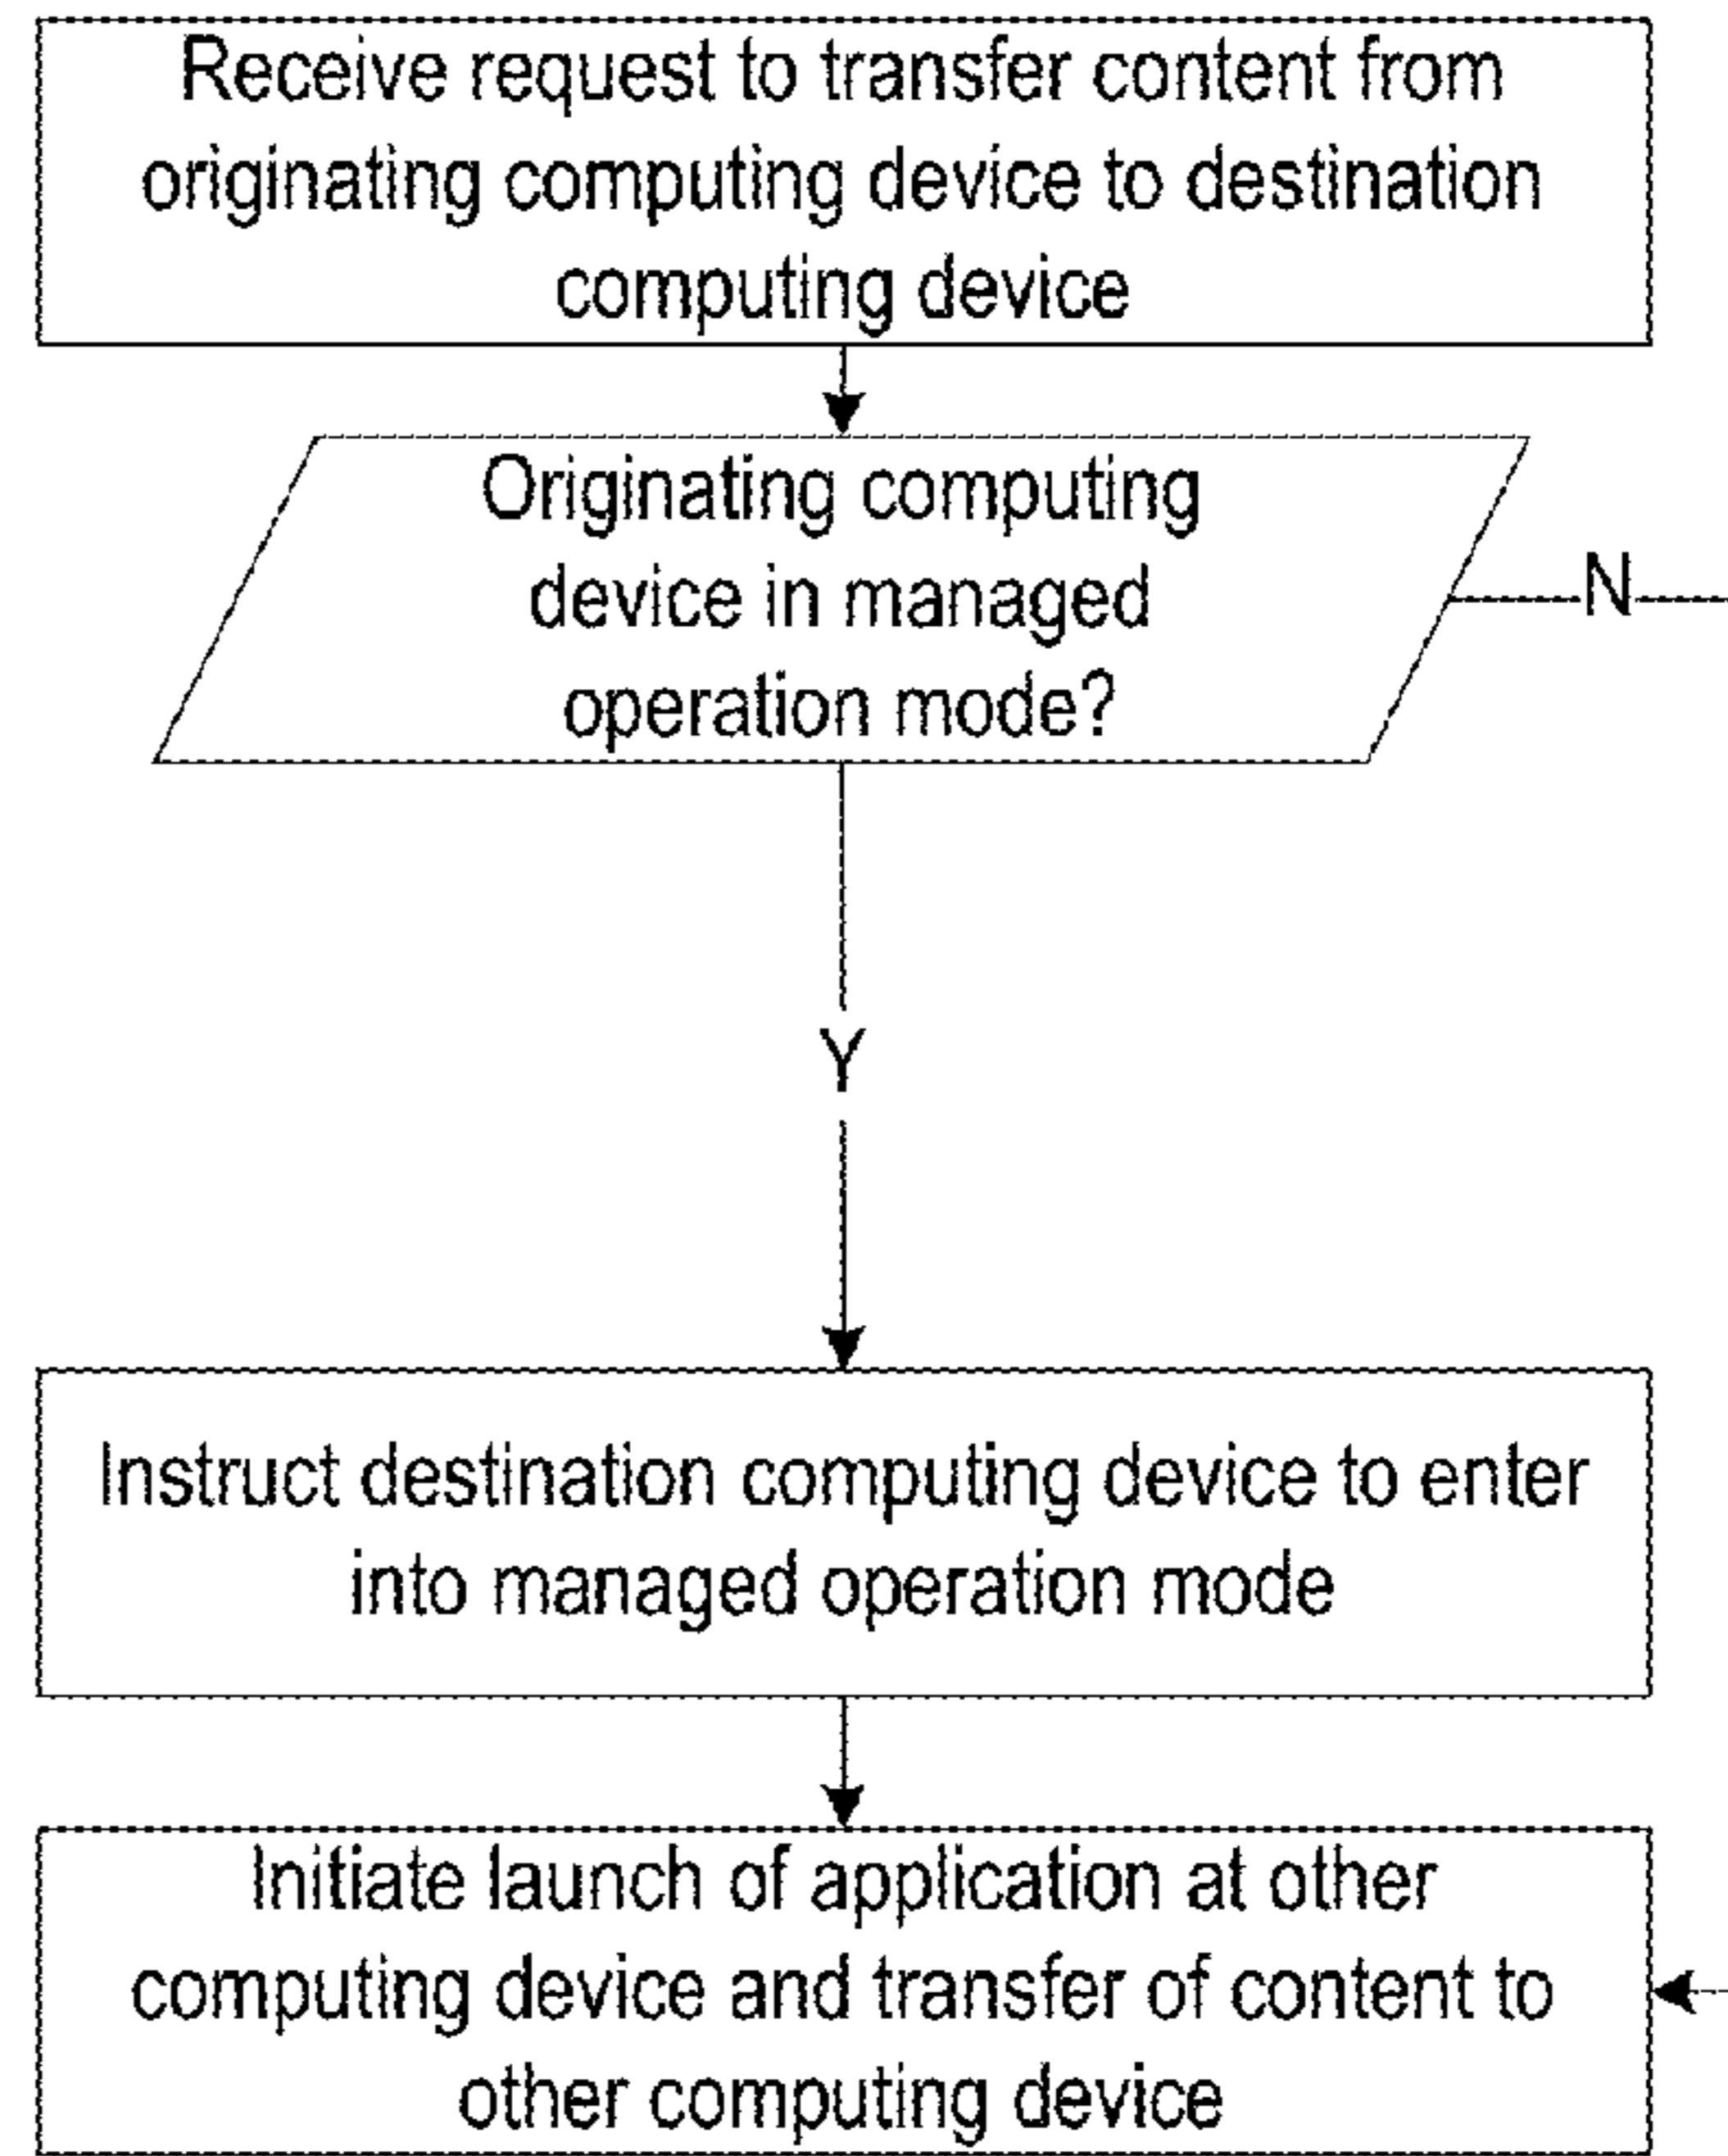 Receive request to transfer content from
originating computing device to destination
computing device
Originating computing
device in managed
operation mode?
N
Y
Instruct destination computing device to enter
into managed operation mode
Initiate launch of application at other
computing device and transfer of content to
other computing device